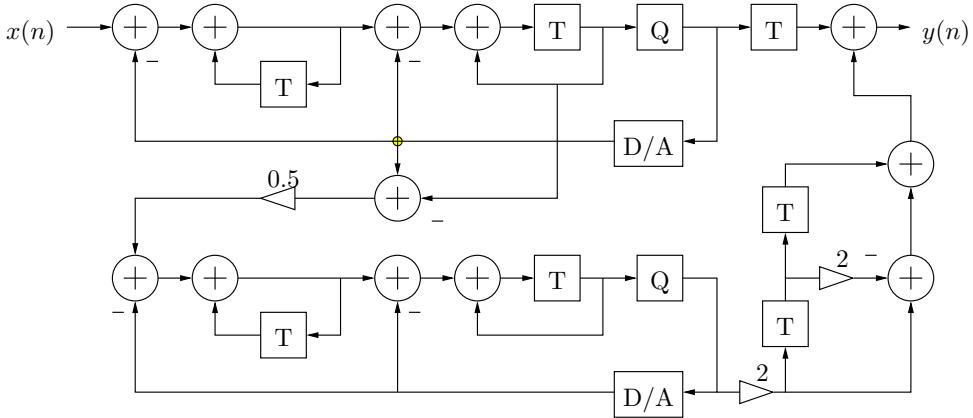 x(n) − T − T Q T y(n)
D/A
0.5 −
T
− T T Q 2 −
T T
D/A 2